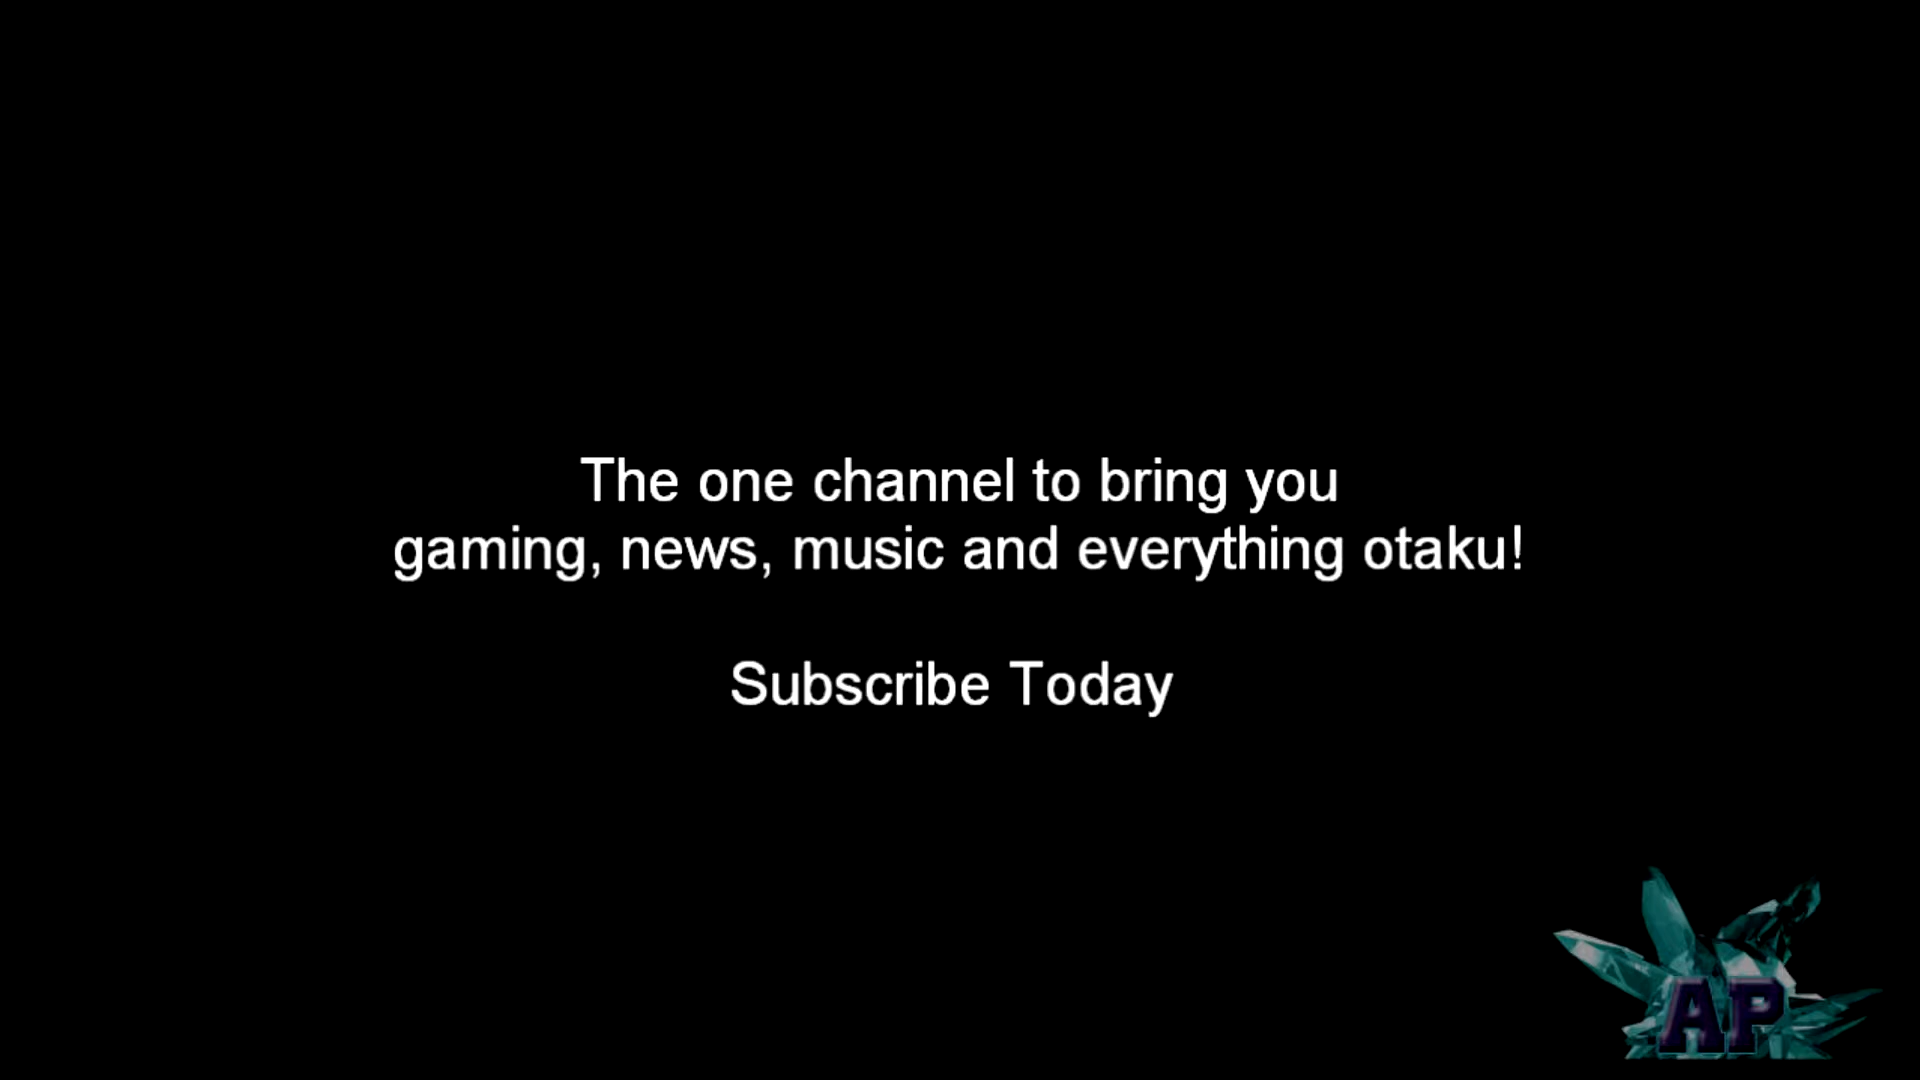 The one channel to bring you
gaming, news, music and everything otaku!
Subscribe Today
AP